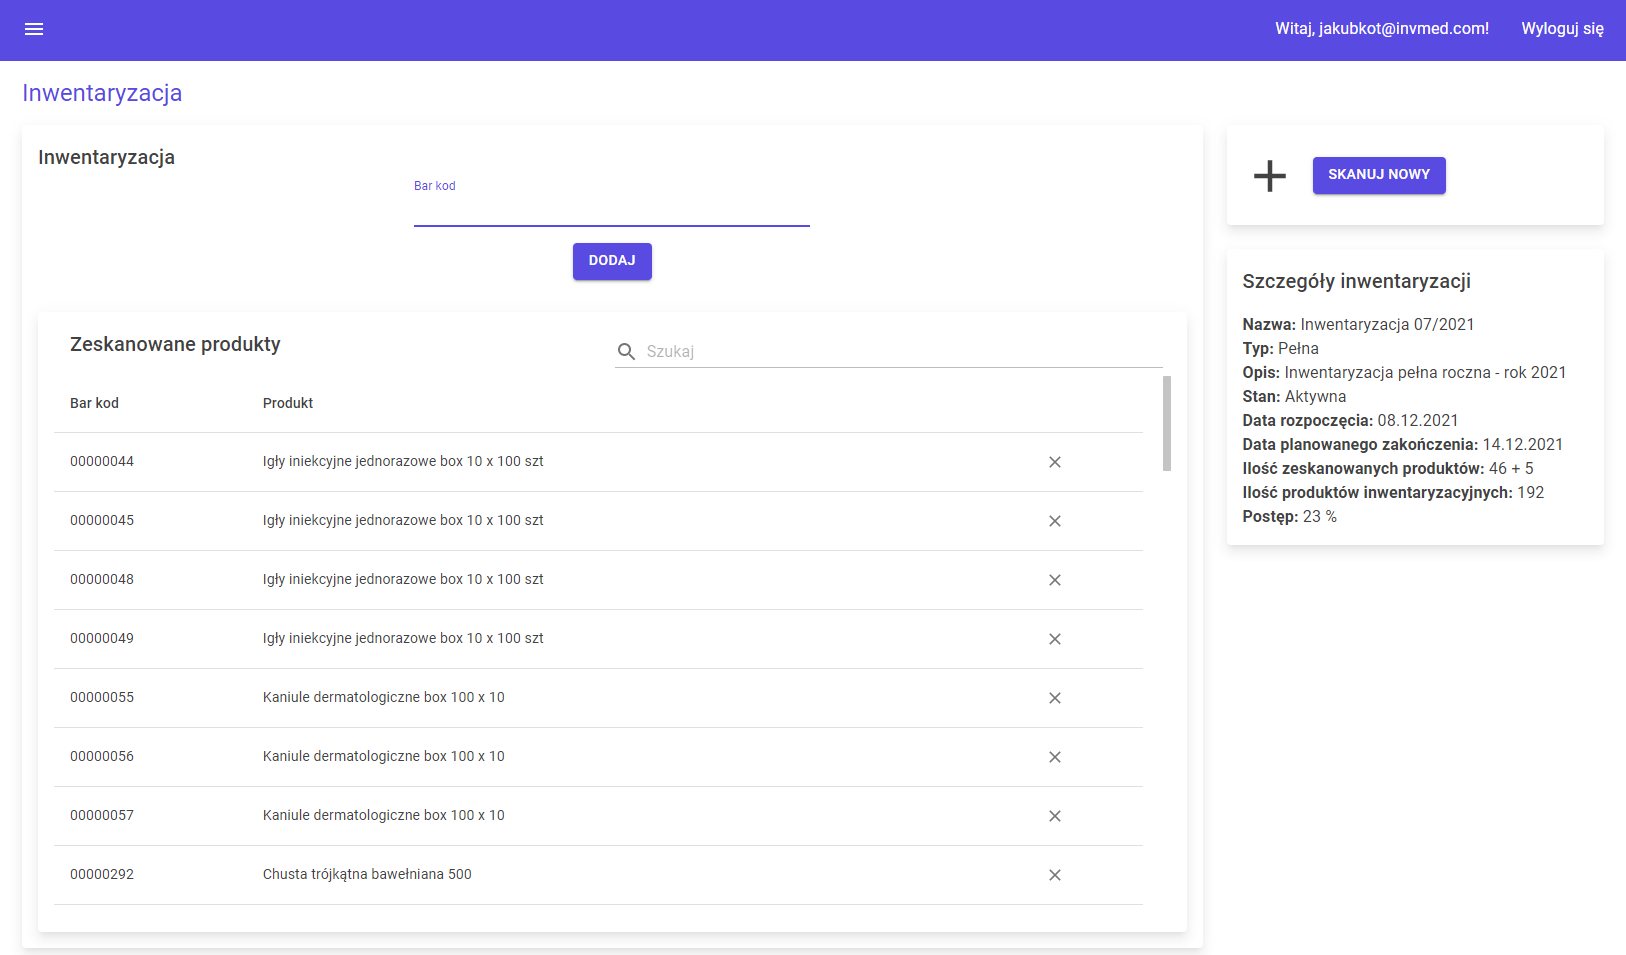 Witaj, jakubkot@invmed.com! Wyloguj się
Inwentaryzacja
Inwentaryzacja
Bar kod
DODAJ
Zeskanowane produkty
Szukaj
Bar kod Produkt
00000044 Igły iniekcyjne jednorazowe box 10 x 100 szt
00000045 Igły iniekcyjne jednorazowe box 10 x 100 szt
00000048 Igły iniekcyjne jednorazowe box 10 x 100 szt
00000049 Igły iniekcyjne jednorazowe box 10 x 100 szt
00000055 Kaniule dermatologiczne box 100 x 10
00000056 Kaniule dermatologiczne box 100 x 10
00000057 Kaniule dermatologiczne box 100 x 10
00000292 Chusta trójkątna bawełniana 500
SKANUJ NOWY
Szczegóły inwentaryzacji
Nazwa: Inwentaryzacja 07/2021
Typ: Pełna
Opis: Inwentaryzacja pełna roczna - rok 2021
Stan: Aktywna
Data rozpoczęcia: 08.12.2021
Data planowanego zakończenia: 14.12.2021
Ilość zeskanowanych produktów: 46 + 5
Ilość produktów inwentaryzacyjnych: 192
Postęp: 23 %